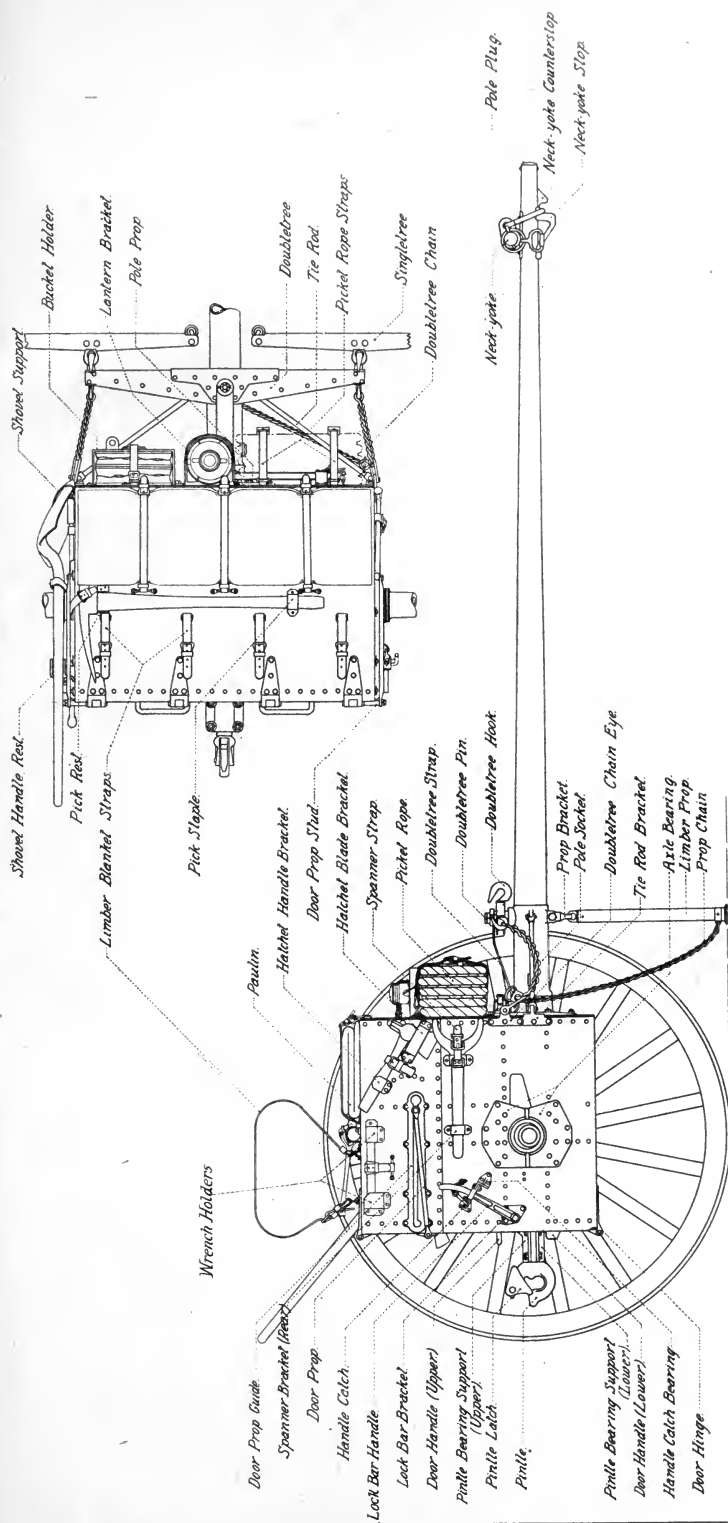 Shovel Support
Bucket Holder
Lantern Bracket
Pole Prop
Doubletree
Tie Rod
Picket Rope Straps
Singletree
Doubletree Chain
Shovel Handle Rest
Pick Rest
Limber Blanket Straps
Pick Staple
Door Prop Stud
Pole Plug
Neck-yoke
Neck-yoke Counterstop
Neck-yoke Stop
Wrench Holders
Paulin
Hatchet Handle Bracket
Hatchet Blade Bracket
Spanner Strap
Picket Rope
Doubletree Strap
Doubletree Pin
Doubletree Hook
Prop Bracket
Pole Socket
Doubletree Chain Eye
Tie Rod Bracket
Axle Bearing
Limber Prop
Prop Chain
Door Prop Guide
Spanner Bracket (Rear)
Door Prop
Handle Catch
Lock Bar Handle
Lock Bar Bracket
Door Handle (Upper)
Pintle Bearing Support
(Upper)
Pintle Latch
Pintle
Pintle Bearing Support
(Lower)
Door Handle (Lower)
Handle Catch Bearing
Door Hinge